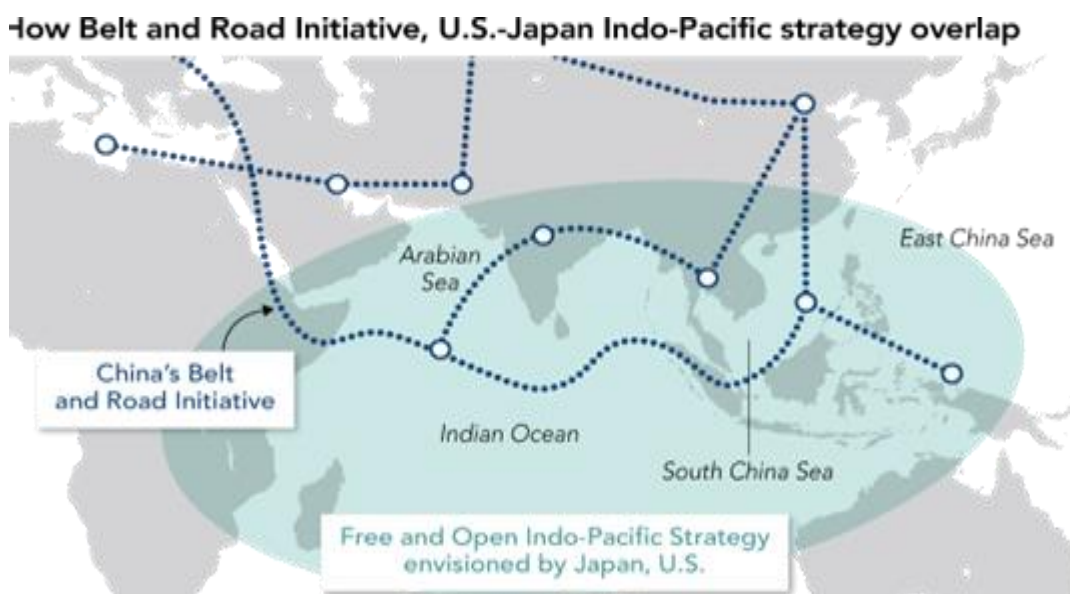 How Belt and Road Initiative, U.S.-Japan Indo-Pacific strategy overlap
East China Sea
Arabian
Sea
China's Belt
and Road Initiative
Indian Ocean
South China Sea
Free and Open Indo-Pacific Strategy
envisioned by Japan, U.S.